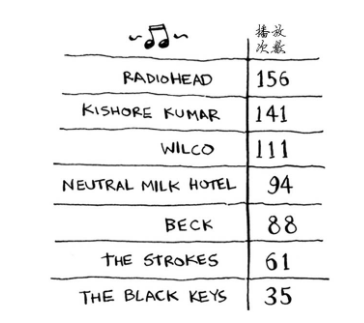 播放
次数
RADIOHEAD 156
KISHORE KUMAR 141
WILCO 111
NEUTRAL MILK HOTEL 94
BECK 88
THE STROKES 61
THE BLACK KEYS 35